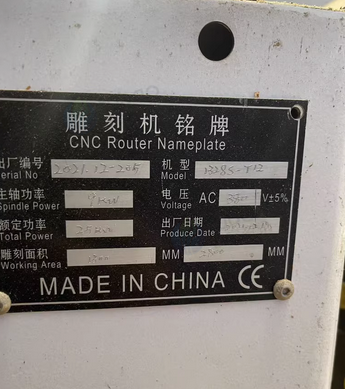 雕刻机铭牌
CNC Router Nameplate
出厂编号 机型
Serial No Model
主轴功率 9KW 电压 AC V±5%
Spindle Power Voltage
额定功率 出厂日期
Total Power Produce Date
雕刻面积 1300 MM MM
Working Area
MADE IN CHINA CE